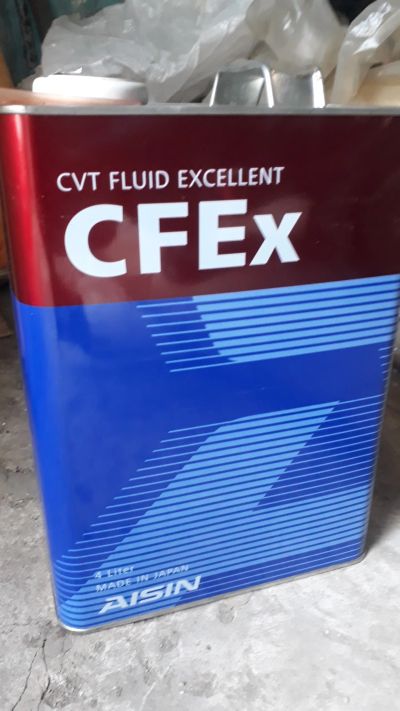 CVT FLUID EXCELLENT
CFEx
4 Liter
MADE IN JAPAN
AISIN